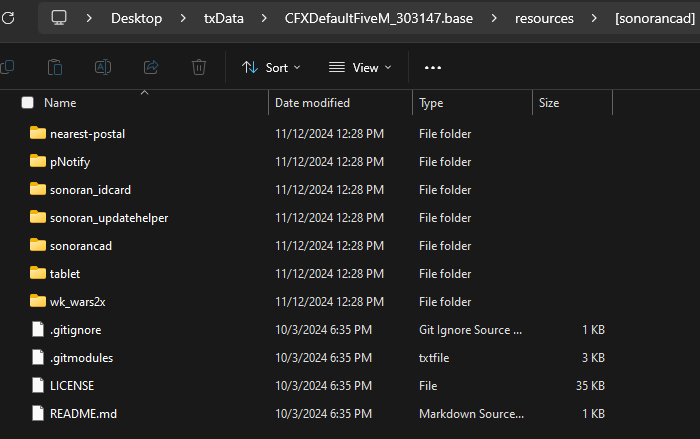 Desktop > txData > CFXDefaultFiveM_303147.base > resources > [sonorancad]
Sort View ...
Name Date modified Type Size
nearest-postal 11/12/2024 12:28 PM File folder
pNotify 11/12/2024 12:28 PM File folder
sonoran_idcard 11/12/2024 12:28 PM File folder
sonoran_updatehelper 11/12/2024 12:28 PM File folder
sonorancad 11/12/2024 12:28 PM File folder
tablet 11/12/2024 12:28 PM File folder
wk_wars2x 11/12/2024 12:28 PM File folder
.gitignore 10/3/2024 6:35 PM Git Ignore Source ... 1 KB
.gitmodules 10/3/2024 6:35 PM txtfile 3 KB
LICENSE 10/3/2024 6:35 PM File 35 KB
README.md 10/3/2024 6:35 PM Markdown Source... 1 KB